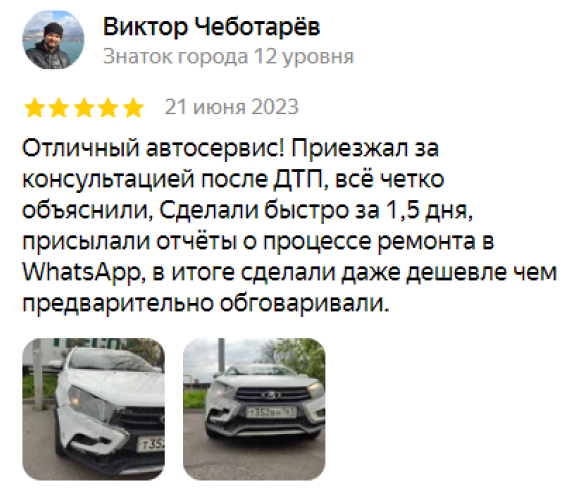 Виктор Чеботарёв
Знаток города 12 уровня
21 июня 2023
Отличный автосервис! Приезжал за
консультацией после ДТП, всё четко
объяснили, Сделали быстро за 1,5 дня,
присылали отчёты о процессе ремонта в
WhatsApp, в итоге сделали даже дешевле чем
предварительно обговаривали.